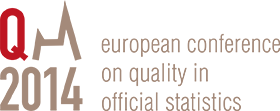 Q
2014
european conference
on quality in
official statistics